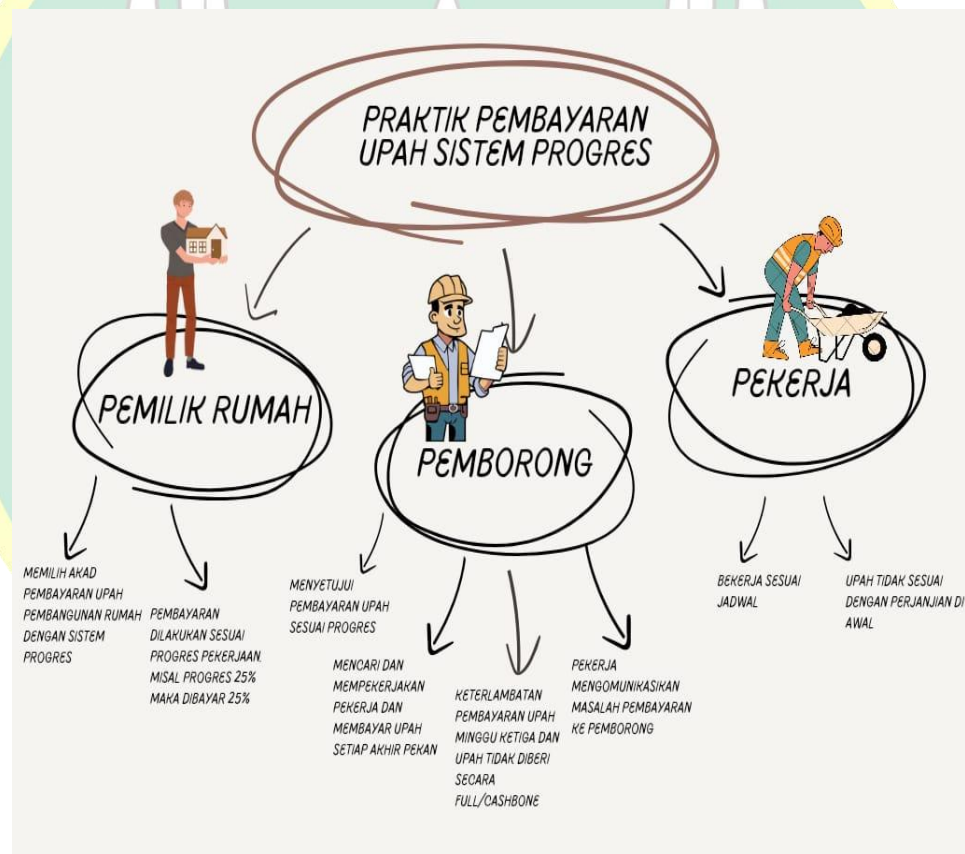 PRAKTIK PEMBAYARAN
UPAH SISTEM PROGRES
PEMILIK RUMAH
PEMBORONG
PEKERJA
MEMILIH AKAD
PEMBAYARAN UPAH
PEMBANGUNAN RUMAH
DENGAN SISTEM
PROGRES
PEMBAYARAN
DILAKUKAN SESUAI
PROGRES PEKERJAAN.
MISAL PROGRES 25%
MAKA DIBAYAR 25%
MENYETUJUI
PEMBAYARAN UPAH
SESUAI PROGRES
MENCARI DAN
MEMPEKERJAKAN
PEKERJA DAN
MEMBAYAR UPAH
SETIAP AKHIR PEKAN
KETERLAMBATAN
PEMBAYARAN UPAH
MINGGU KETIGA DAN
UPAH TIDAK DIBERI
SECARA
FULL/CASHBONE
PEKERJA
MENGOMUNIKASIKAN
MASALAH PEMBAYARAN
KE PEMBORONG
BEKERJA SESUAI
JADWAL
UPAH TIDAK SESUAI
DENGAN PERJANJIAN DI
AWAL